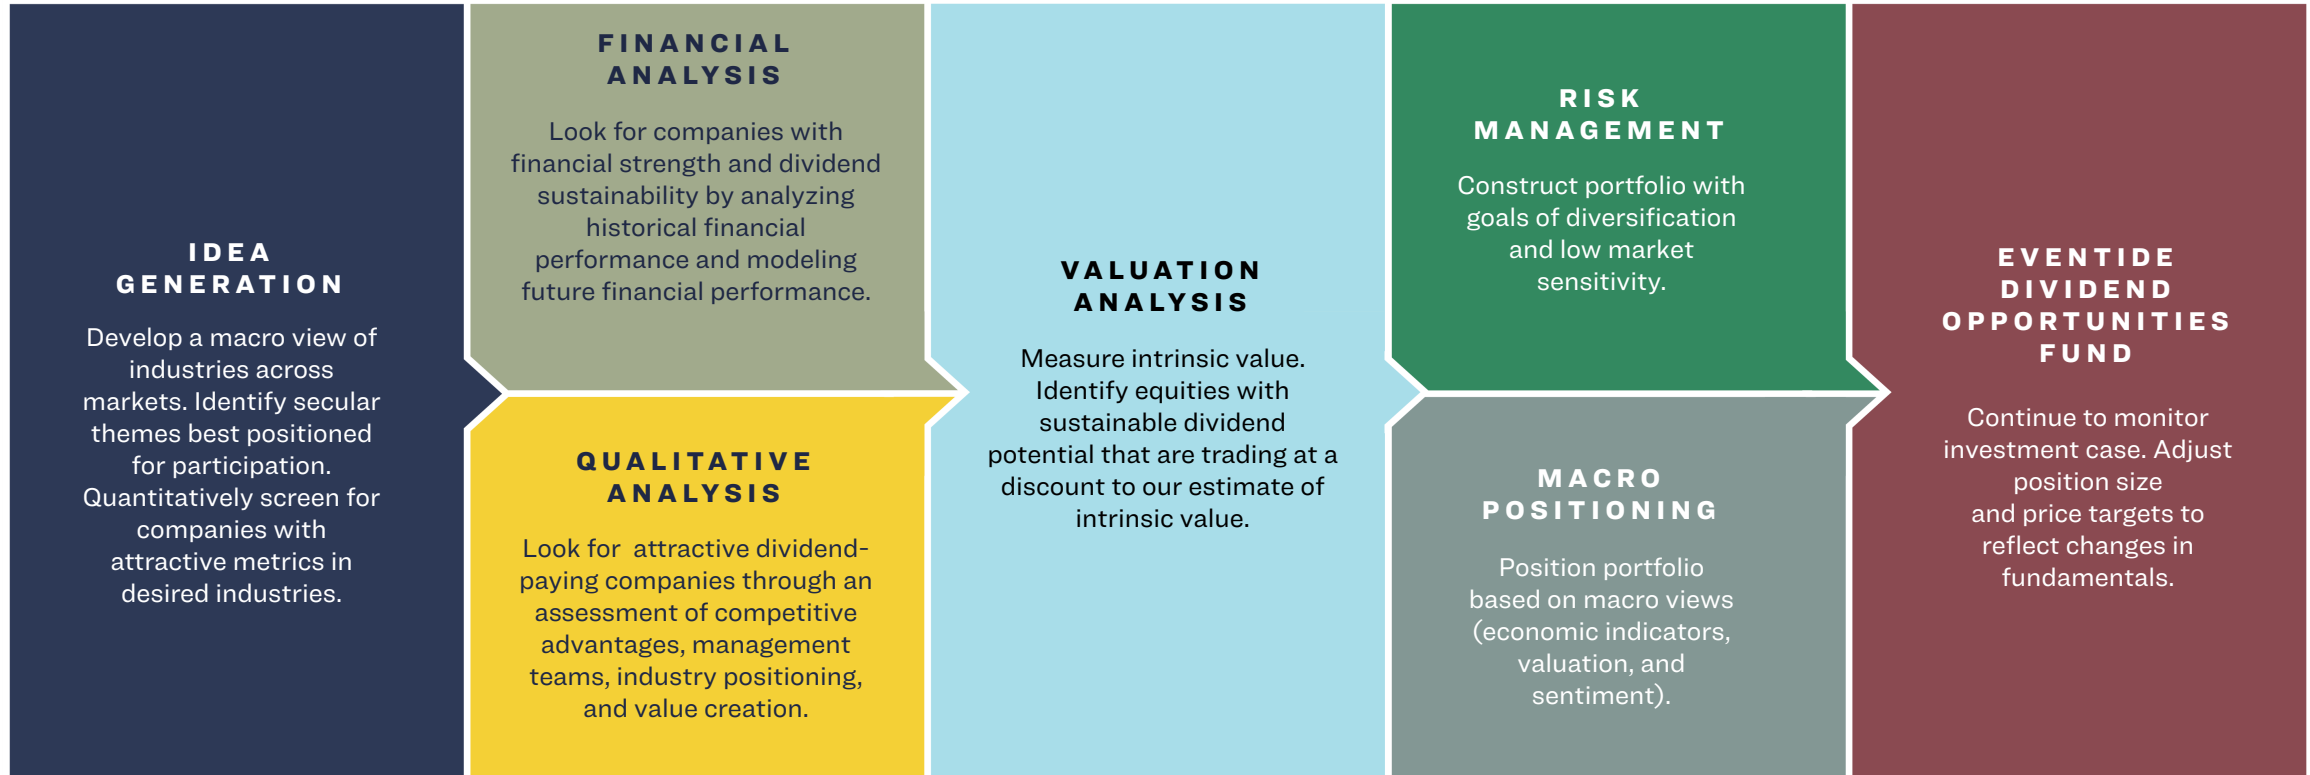 IDEA
GENERATION
Develop a macro view of
industries across
markets. Identify secular
themes best positioned
for participation.
Quantitatively screen for
companies with
attractive metrics in
desired industries.
FINANCIAL
ANALYSIS
Look for companies with
financial strength and dividend
sustainability by analyzing
historical financial
performance and modeling
future financial performance.
QUALITATIVE
ANALYSIS
Look for  attractive dividend-
paying companies through an
assessment of competitive
advantages, management
teams, industry positioning,
and value creation.
VALUATION
ANALYSIS
Measure intrinsic value.
Identify equities with
sustainable dividend
potential that are trading at a
discount to our estimate of
intrinsic value.
RISK
MANAGEMENT
Construct portfolio with
goals of diversification
and low market
sensitivity.
MACRO
POSITIONING
Position portfolio
based on macro views
(economic indicators,
valuation, and
sentiment).
EVENTIDE
DIVIDEND
OPPORTUNITIES
FUND
Continue to monitor
investment case. Adjust
position size
and price targets to
reflect changes in
fundamentals.